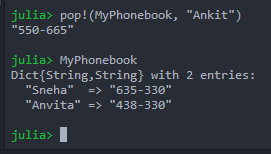 julia> pop!(MyPhonebook, "Ankit")
"550-665"
julia> MyPhonebook
Dict{String,String} with 2 entries:
  "Sneha"  => "635-330"
  "Anvita" => "438-330"
julia>